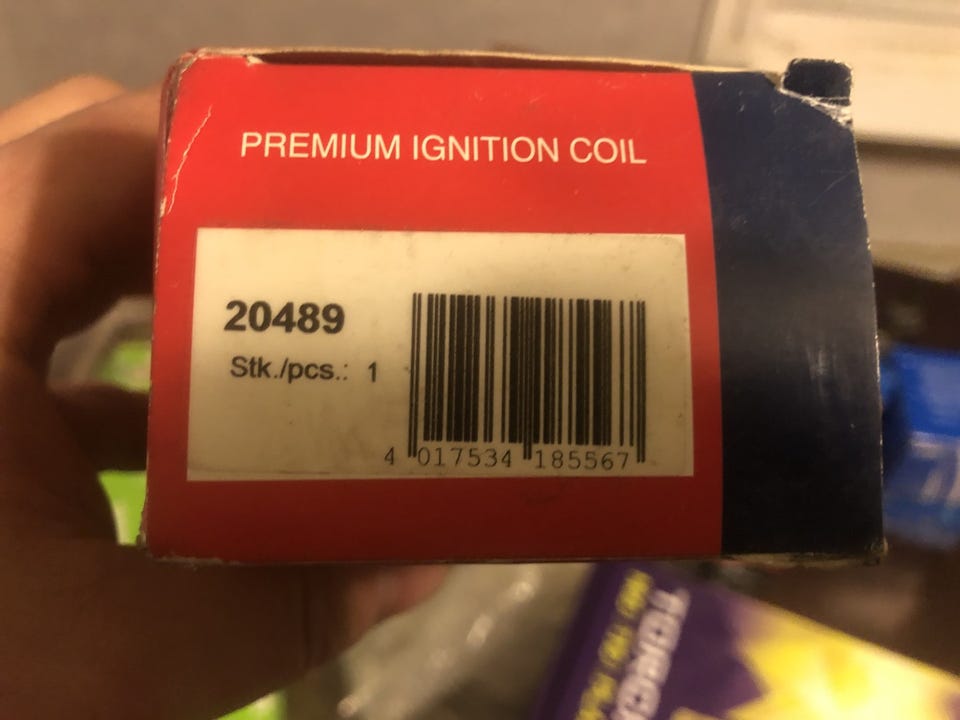 PREMIUM IGNITION COIL
20489
Stk./pcs.: 1
4 017534 185567